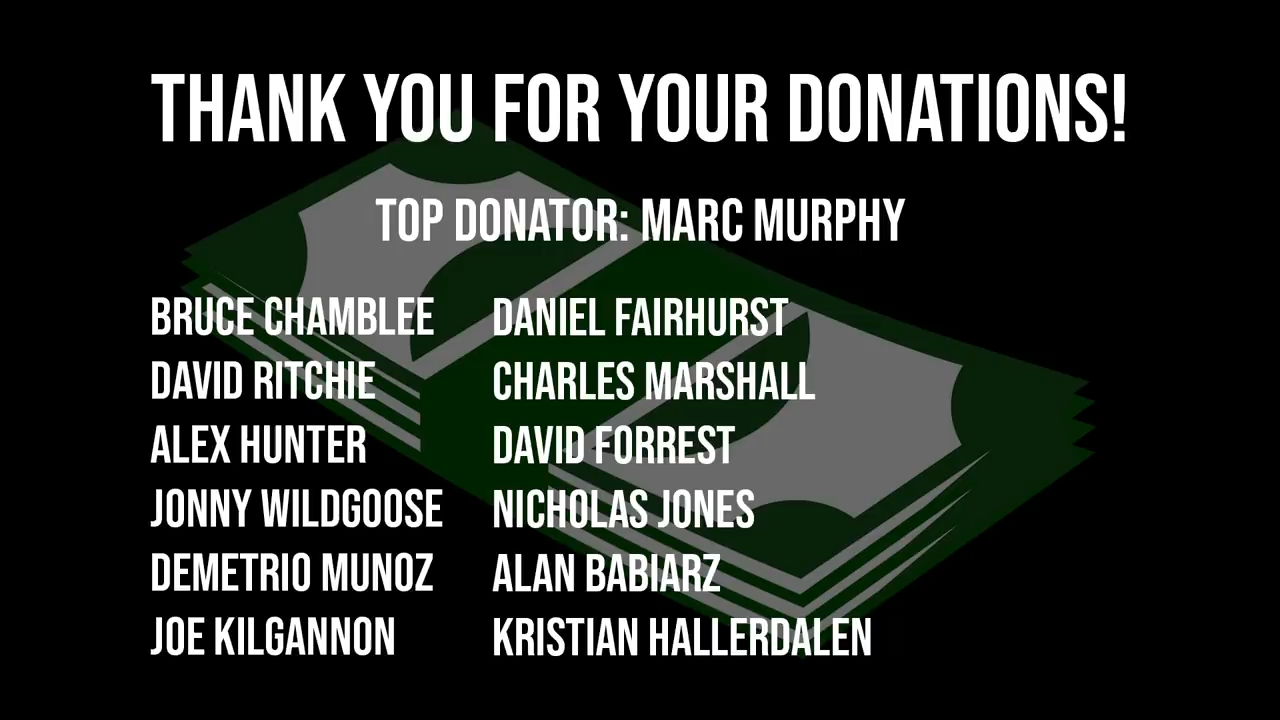 THANK YOU FOR YOUR DONATIONS!
TOP DONATOR: MARC MURPHY
BRUCE CHAMBLEE
DAVID RITCHIE
ALEX HUNTER
JONNY WILDGOOSE
DEMETRIO MUNOZ
JOE KILGANNON
DANIEL FAIRHURST
CHARLES MARSHALL
DAVID FORREST
NICHOLAS JONES
ALAN BABIARZ
KRISTIAN HALLERDALEN